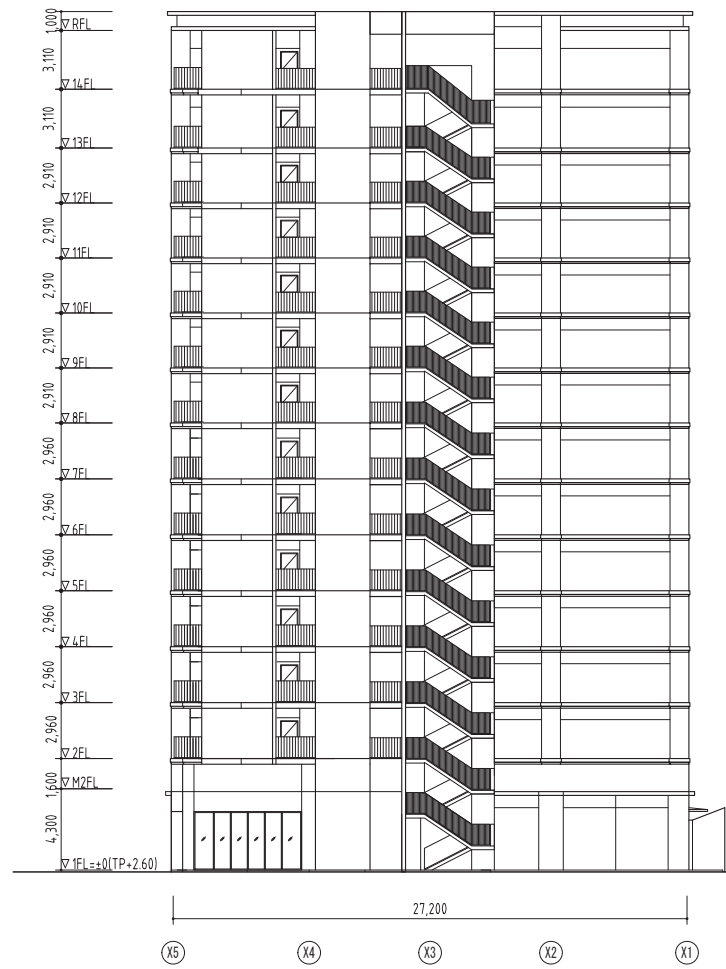 1,000
▽ RFL
3,110
▽ 14FL
3,110
▽ 13FL
2,910
▽ 12FL
2,910
▽ 11FL
2,910
▽ 10FL
2,910
▽ 9FL
2,910
▽ 8FL
2,960
▽ 7FL
2,960
▽ 6FL
2,960
▽ 5FL
2,960
▽ 4FL
2,960
▽ 3FL
2,960
▽ 2FL
1,600
▽ M2FL
4,300
▽ 1FL=±0(TP+2.60)
27,200
X5 X4 X3 X2 X1